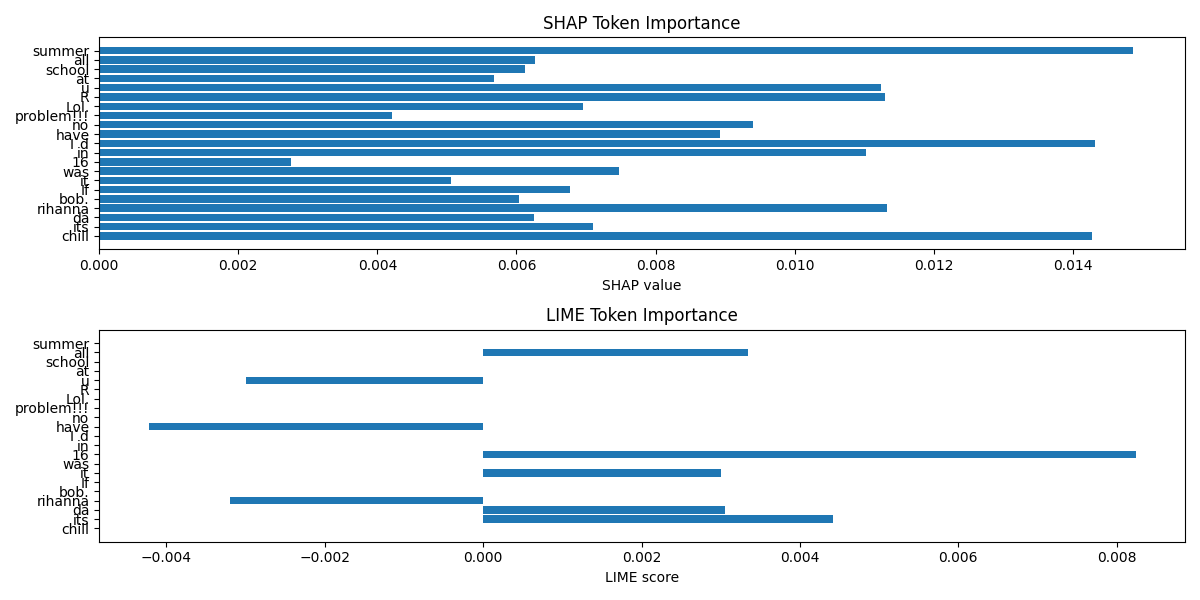 SHAP Token Importance
summer
all
school
at
u
R
Lol.
problem!!!
no
have
I'd
in
16
was
it
If
bob.
rihanna
da
its
chill
0.000 0.002 0.004 0.006 0.008 0.010 0.012 0.014
SHAP value
LIME Token Importance
summer
all
school
at
u
R
Lol.
problem!!!
no
have
I'd
in
16
was
it
If
bob.
rihanna
da
its
chill
−0.004 −0.002 0.000 0.002 0.004 0.006 0.008
LIME score